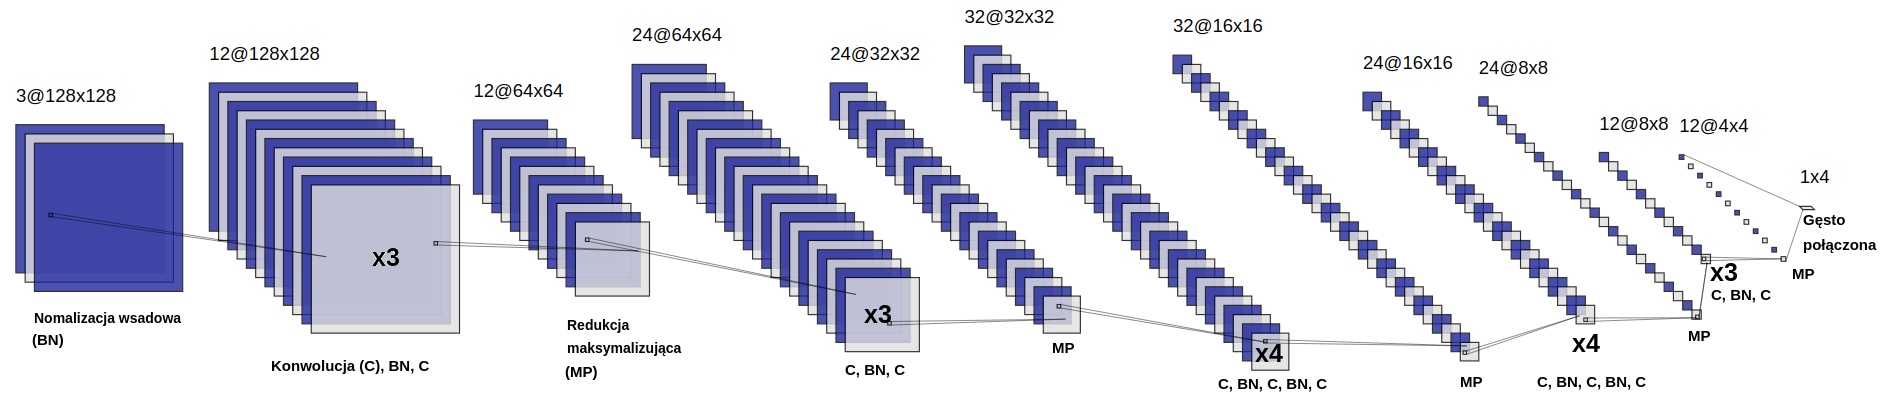 3@128x128
12@128x128
12@64x64
24@64x64
24@32x32
32@32x32
32@16x16
24@16x16
24@8x8
12@8x8
12@4x4
1x4
x3
x3
x4
x4
x3
Nomalizacja wsadowa
(BN)
Konwolucja (C), BN, C
Redukcja
maksymalizująca
(MP)
C, BN, C
MP
C, BN, C, BN, C
MP
C, BN, C, BN, C
MP
C, BN, C
MP
Gęsto
połączona